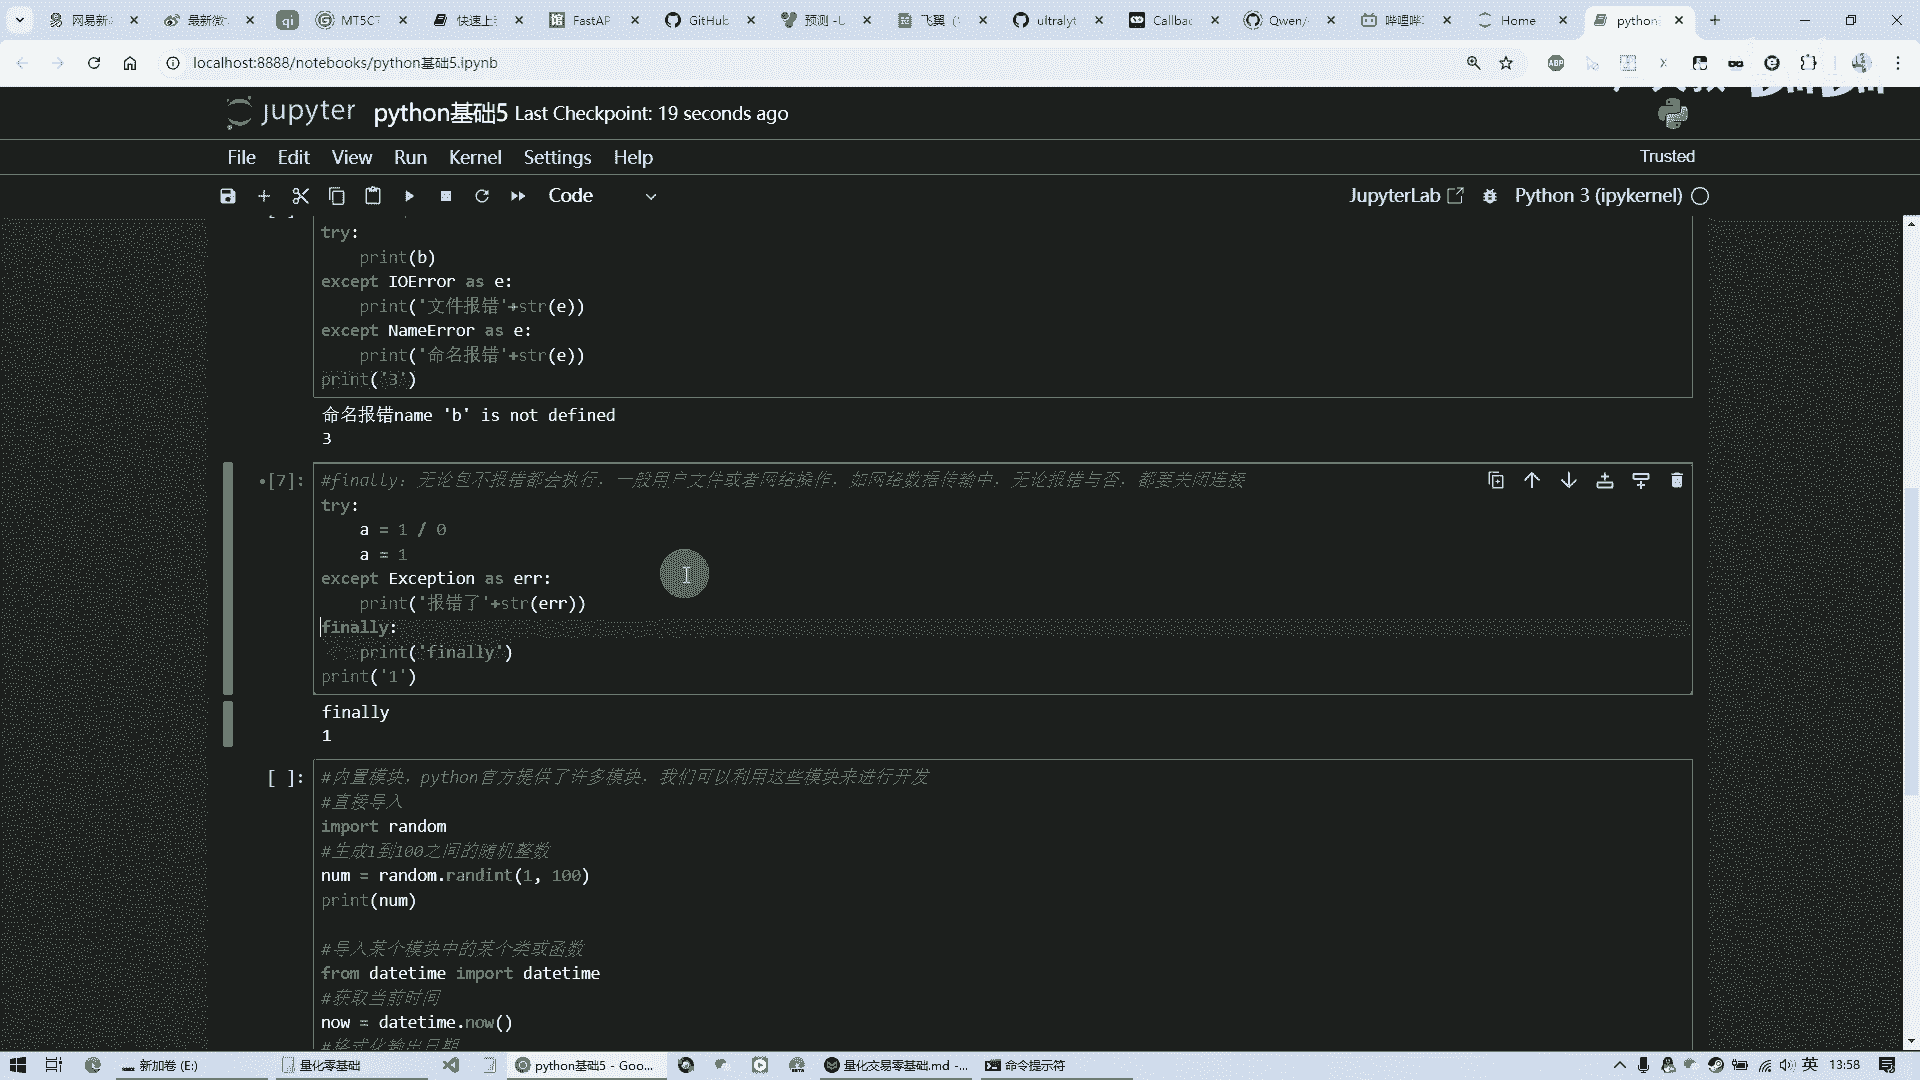 网易新 最新微 qi MT5CT 快速上 FastAP GitHub 预测 - U 飞翼 ( ultralyt Callbac Qwen/ 哔哩哔 Home python
localhost:8888/notebooks/python基础5.ipynb
jupyter python基础5 Last Checkpoint: 19 seconds ago
File Edit View Run Kernel Settings Help Trusted
Code JupyterLab Python 3 (ipykernel)
try:
print(b)
except IOError as e:
print('文件报错'+str(e))
except NameError as e:
print('命名报错'+str(e))
print('3')
命名报错name 'b' is not defined
3
•[7]: #finally：无论包不报错都会执行．一般用户文件或者网络操作．如网络数据传输中．无论报错与否．都要关闭连接
try:
a = 1 / 0
a = 1
except Exception as err:
print('报错了'+str(err))
finally:
print('finally')
print('1')
finally
1
[ ]: #内置模块．python官方提供了许多模块．我们可以利用这些模块来进行开发
#直接导入
import random
#生成1到100之间的随机整数
num = random.randint(1, 100)
print(num)
#导入某个模块中的某个类或函数
from datetime import datetime
#获取当前时间
now = datetime.now()
#格式化输出日期
新加卷 (E:) 量化零基础 python基础5 - Goo... 量化交易零基础.md -... 命令提示符 英 13:58